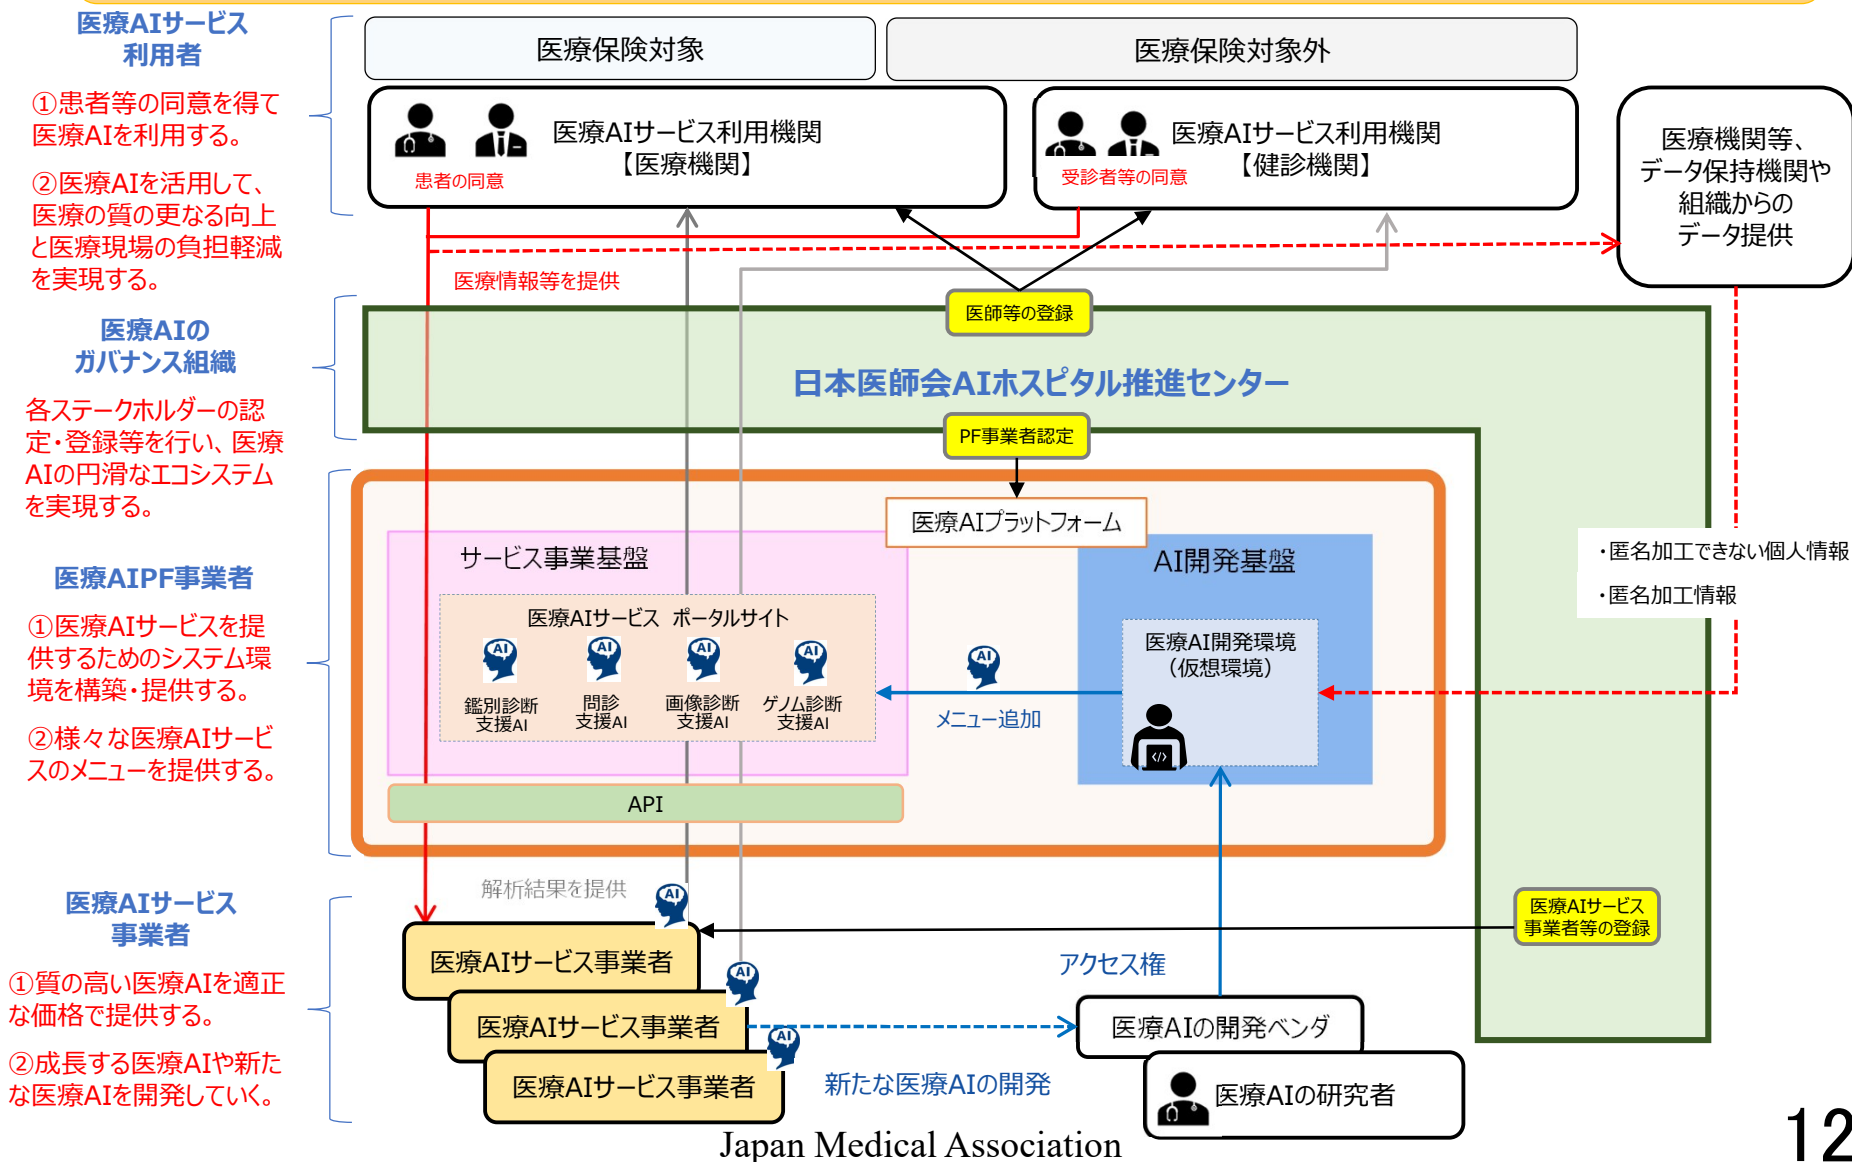 医療AIサービス
利用者
①患者等の同意を得て
医療AIを利用する。
②医療AIを活用して、
医療の質の更なる向上
と医療現場の負担軽減
を実現する。
医療保険対象
医療保険対象外
医療AIサービス利用機関
【医療機関】
患者の同意
医療AIサービス利用機関
【健診機関】
受診者等の同意
医療機関等、
データ保持機関や
組織からの
データ提供
医療情報等を提供
医師等の登録
医療AIの
ガバナンス組織
各ステークホルダーの認
定・登録等を行い、医療
AIの円滑なエコシステム
を実現する。
日本医師会AIホスピタル推進センター
PF事業者認定
医療AIプラットフォーム
医療AIPF事業者
①医療AIサービスを提
供するためのシステム環
境を構築・提供する。
②様々な医療AIサービ
スのメニューを提供する。
サービス事業基盤
医療AIサービス ポータルサイト
AI
AI
AI
AI
鑑別診断
支援AI
問診
支援AI
画像診断
支援AI
ゲノム診断
支援AI
API
AI
メニュー追加
AI開発基盤
医療AI開発環境
（仮想環境）
</>
・匿名加工できない個人情報
・匿名加工情報
医療AIサービス
事業者
①質の高い医療AIを適正
な価格で提供する。
②成長する医療AIや新た
な医療AIを開発していく。
解析結果を提供
AI
医療AIサービス事業者
AI
医療AIサービス事業者
AI
医療AIサービス事業者
医療AIサービス
事業者等の登録
アクセス権
医療AIの開発ベンダ
新たな医療AIの開発
医療AIの研究者
Japan Medical Association
12